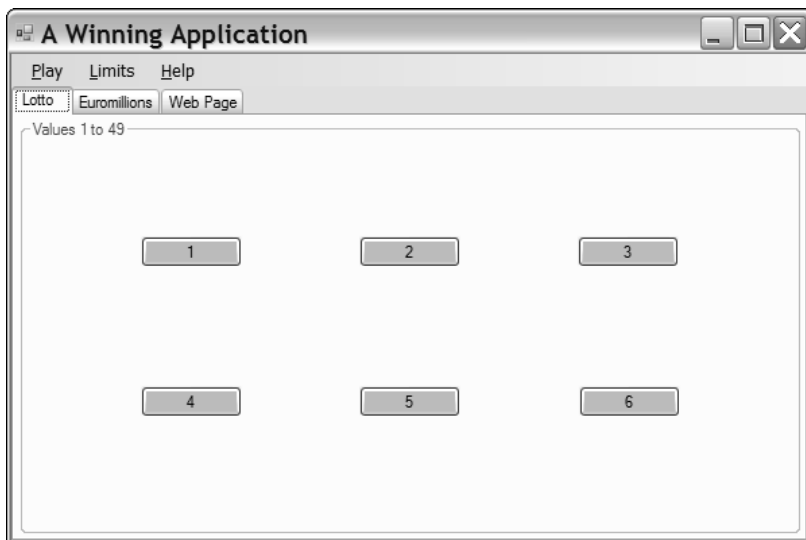 A Winning Application
Play Limits Help
Lotto Euromillions Web Page
Values 1 to 49
1 2 3
4 5 6